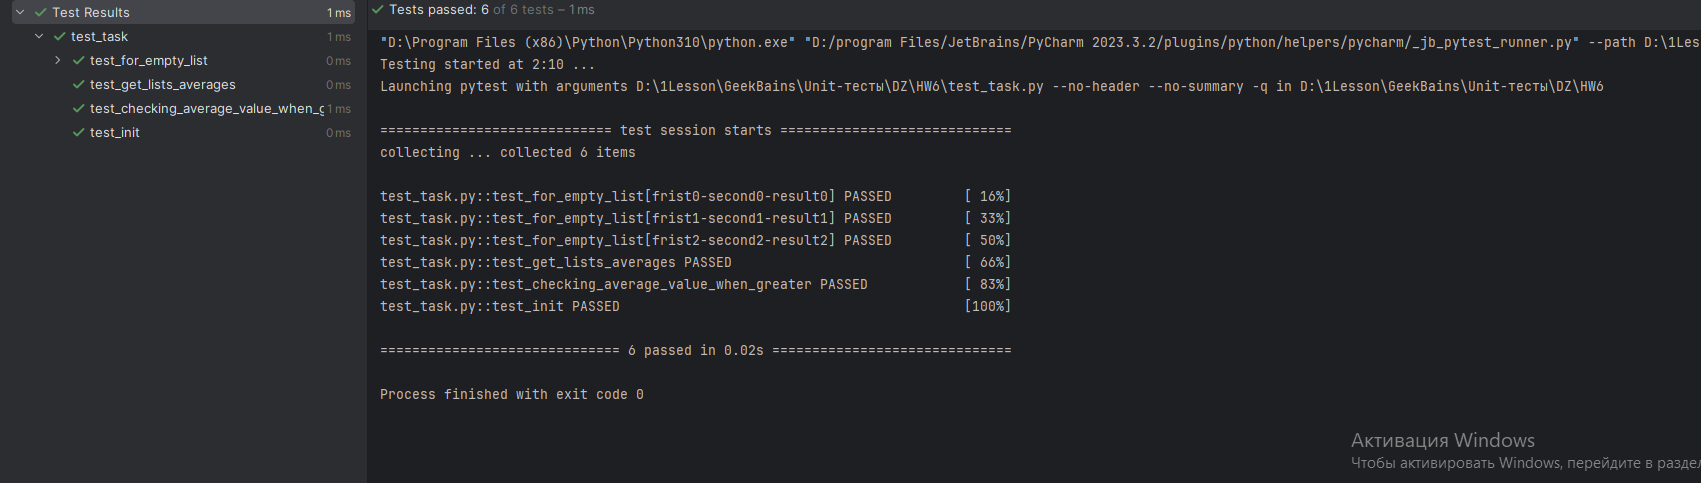 Test Results 1 ms
test_task 1 ms
test_for_empty_list 0 ms
test_get_lists_averages 0 ms
test_checking_average_value_when_g 1 ms
test_init 0 ms
Tests passed: 6 of 6 tests – 1 ms
"D:\Program Files (x86)\Python\Python310\python.exe" "D:/program Files/JetBrains/PyCharm 2023.3.2/plugins/python/helpers/pycharm/_jb_pytest_runner.py" --path D:\1Les
Testing started at 2:10 ...
Launching pytest with arguments D:\1Lesson\GeekBains\Unit-тесты\DZ\HW6\test_task.py --no-header --no-summary -q in D:\1Lesson\GeekBains\Unit-тесты\DZ\HW6
============================= test session starts =============================
collecting ... collected 6 items
test_task.py::test_for_empty_list[frist0-second0-result0] PASSED [ 16%]
test_task.py::test_for_empty_list[frist1-second1-result1] PASSED [ 33%]
test_task.py::test_for_empty_list[frist2-second2-result2] PASSED [ 50%]
test_task.py::test_get_lists_averages PASSED [ 66%]
test_task.py::test_checking_average_value_when_greater PASSED [ 83%]
test_task.py::test_init PASSED [100%]
============================== 6 passed in 0.02s ==============================
Process finished with exit code 0
Активация Windows
Чтобы активировать Windows, перейдите в раздел